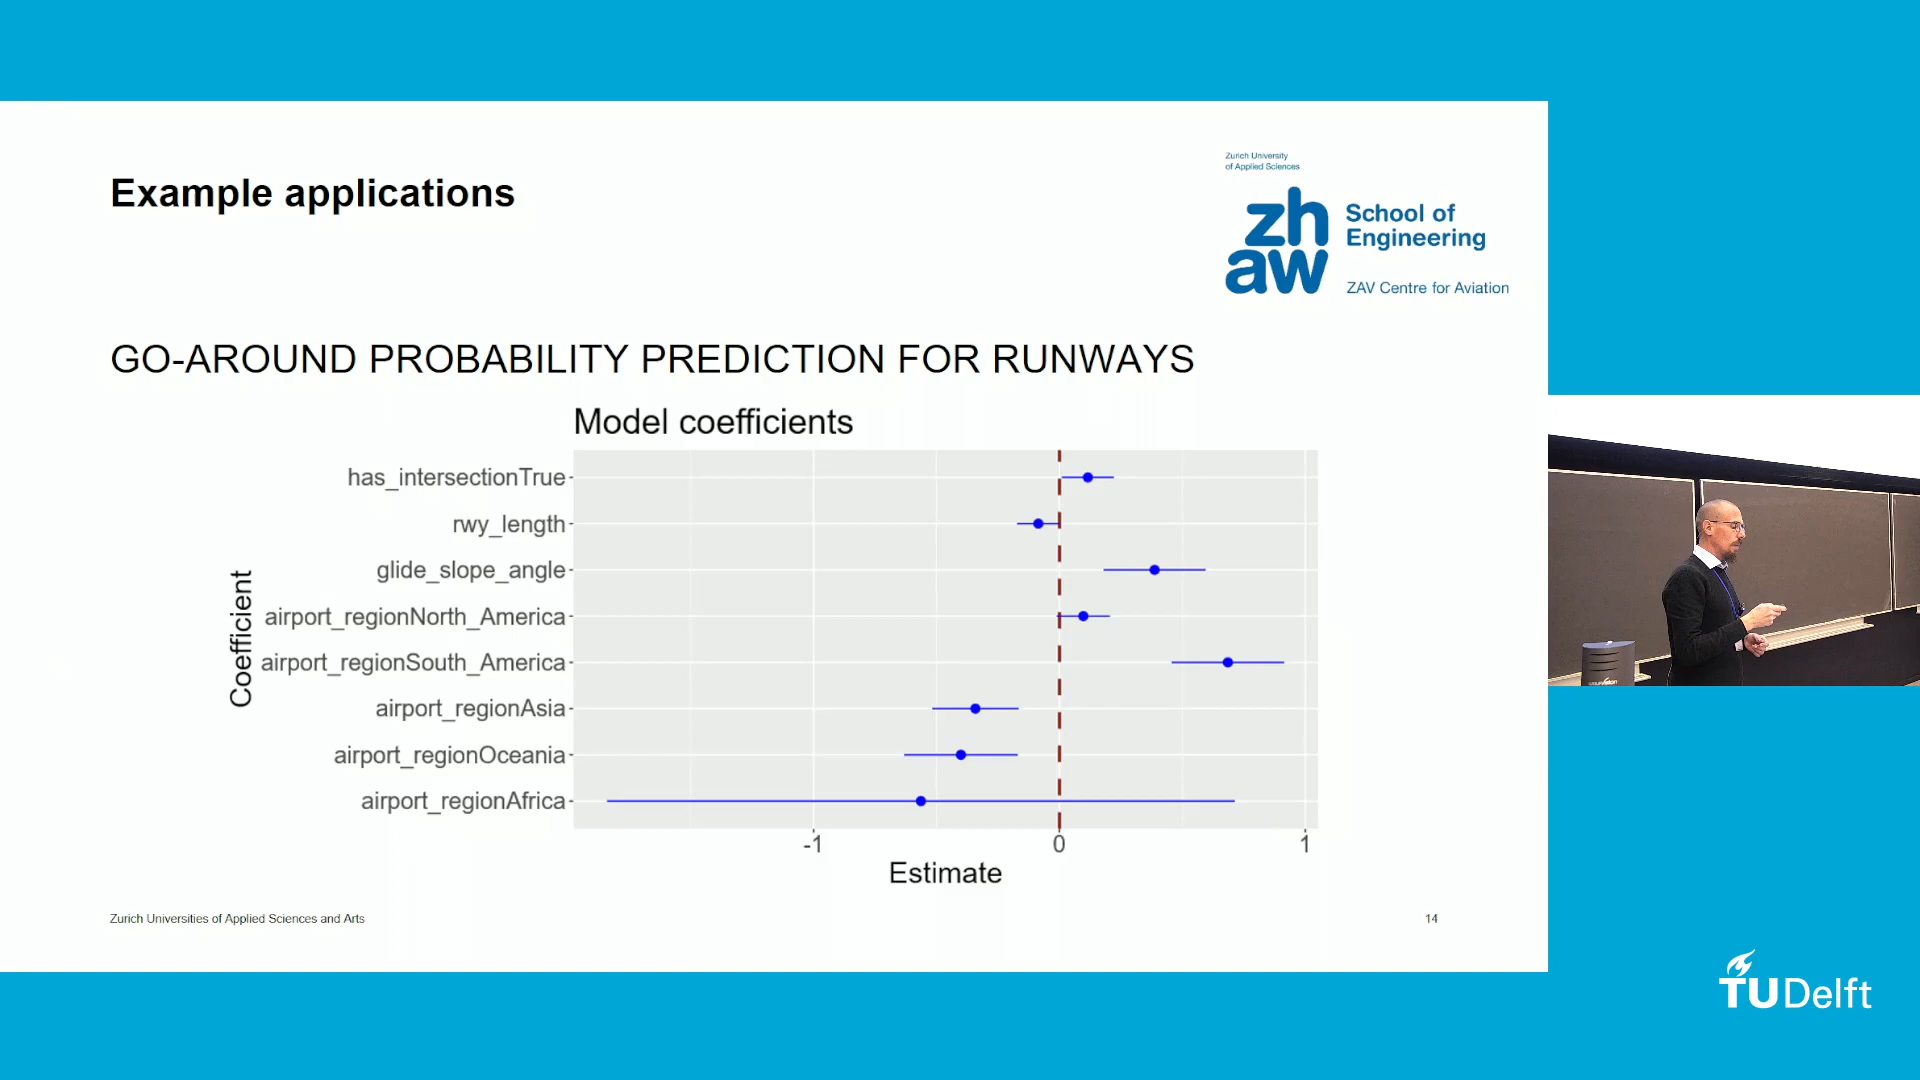 Example applications
Zurich University
of Applied Sciences
zh
aw
School of
Engineering
ZAV Centre for Aviation
GO-AROUND PROBABILITY PREDICTION FOR RUNWAYS
Model coefficients
Coefficient
has_intersectionTrue
rwy_length
glide_slope_angle
airport_regionNorth_America
airport_regionSouth_America
airport_regionAsia
airport_regionOceania
airport_regionAfrica
-1 0 1
Estimate
Zurich Universities of Applied Sciences and Arts
14
TUDelft